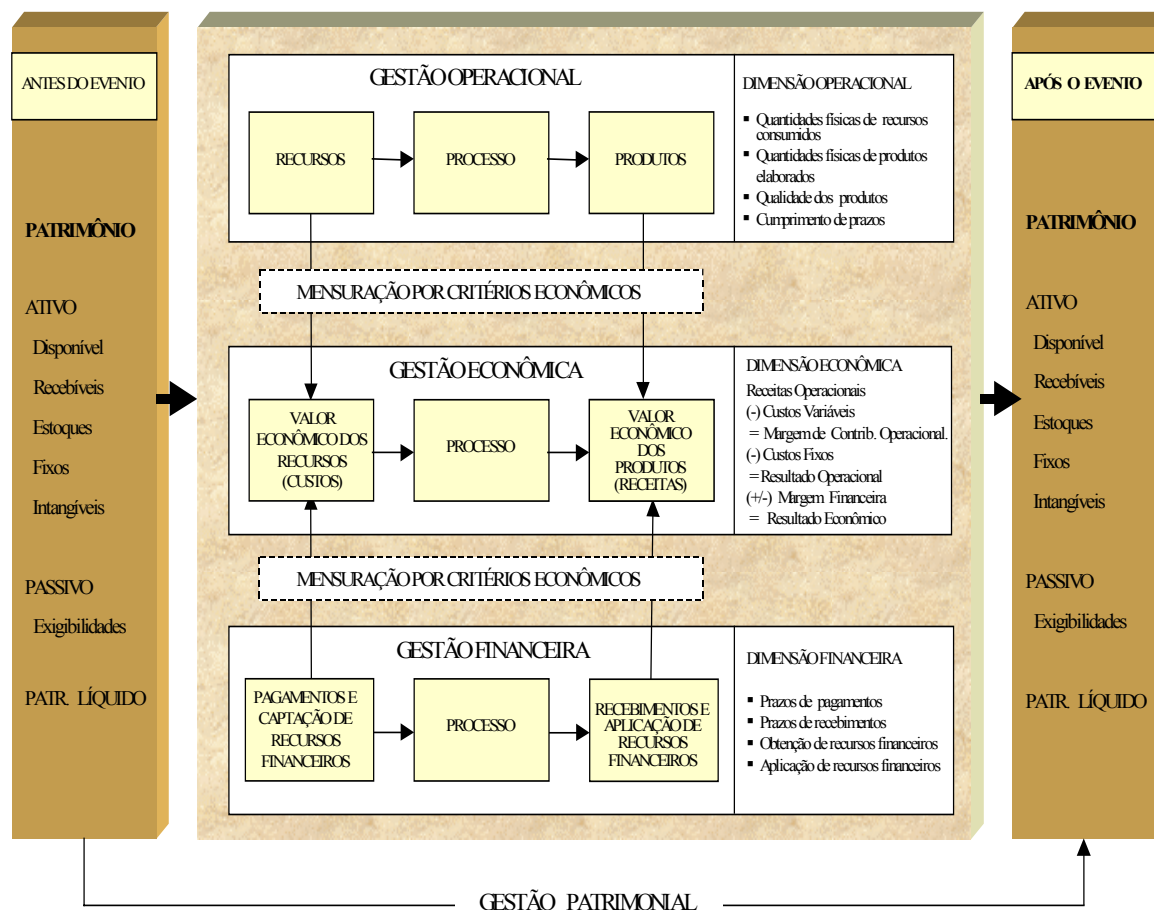 ANTES DO EVENTO
PATRIMÔNIO
ATIVO
Disponível
Recebíveis
Estoques
Fixos
Intangíveis
PASSIVO
Exigibilidades
PATR. LÍQUIDO
GESTÃO OPERACIONAL
RECURSOS
PROCESSO
PRODUTOS
DIMENSÃO OPERACIONAL
▪ Quantidades físicas de recursos
consumidos
▪ Quantidades físicas de produtos
elaborados
▪ Qualidade dos produtos
▪ Cumprimento de prazos
MENSURAÇÃO POR CRITÉRIOS ECONÔMICOS
GESTÃO ECONÔMICA
VALOR
ECONÔMICO DOS
RECURSOS
(CUSTOS)
PROCESSO
VALOR
ECONÔMICO
DOS
PRODUTOS
(RECEITAS)
DIMENSÃO ECONÔMICA
Receitas Operacionais
(-) Custos Variáveis
= Margem de Contrib. Operacional.
(-) Custos Fixos
=Resultado Operacional
(+/-) Margem Financeira
= Resultado Econômico
MENSURAÇÃO POR CRITÉRIOS ECONÔMICOS
GESTÃO FINANCEIRA
PAGAMENTOS E
CAPTAÇÃO DE
RECURSOS
FINANCEIROS
PROCESSO
RECEBIMENTOS E
APLICAÇÃO DE
RECURSOS
FINANCEIROS
DIMENSÃO FINANCEIRA
▪ Prazos de pagamentos
▪ Prazos de recebimentos
▪ Obtenção de recursos financeiros
▪ Aplicação de recursos financeiros
APÓS O EVENTO
PATRIMÔNIO
ATIVO
Disponível
Recebíveis
Estoques
Fixos
Intangíveis
PASSIVO
Exigibilidades
PATR. LÍQUIDO
GESTÃO PATRIMONIAL